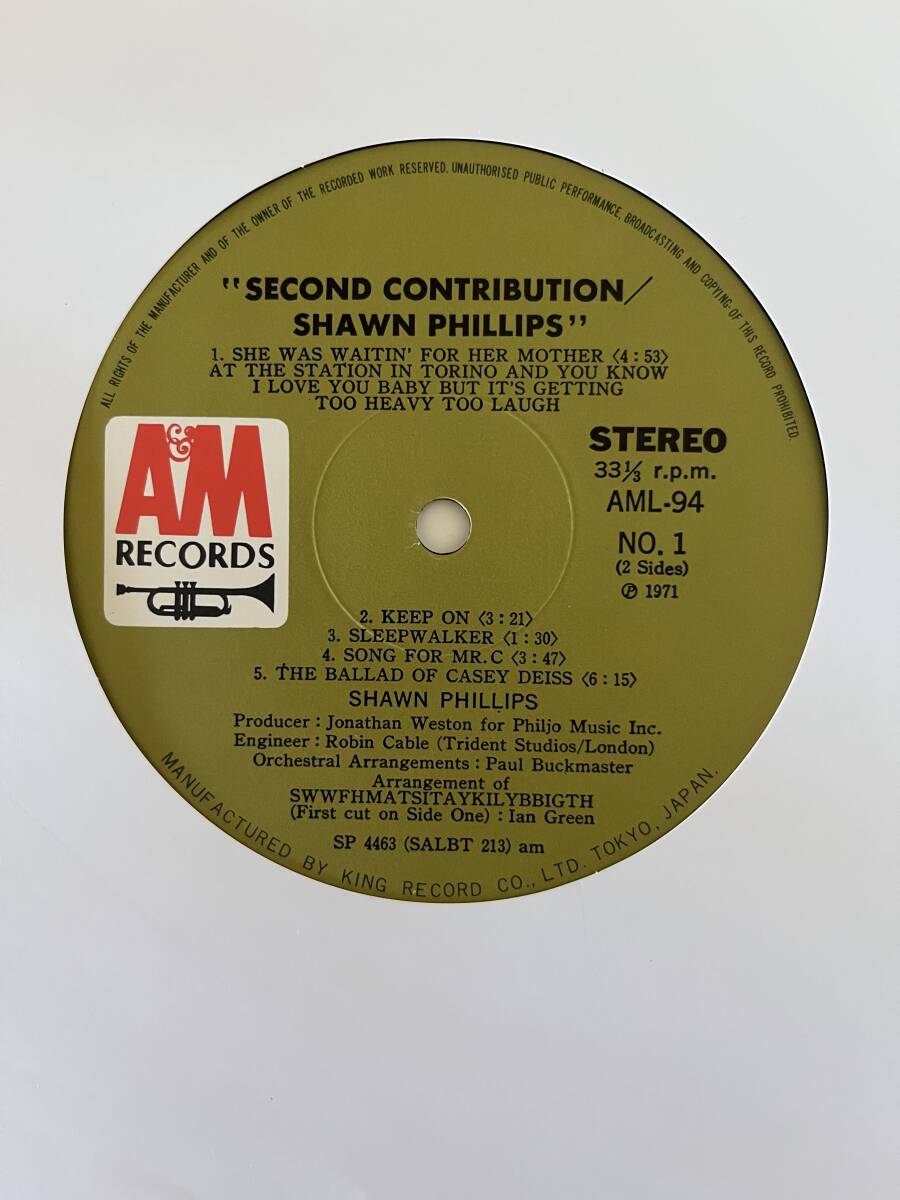 ALL RIGHTS OF THE MANUFACTURER AND OF THE OWNER OF THE RECORDED WORK RESERVED. UNAUTHORISED PUBLIC PERFORMANCE, BROADCASTING AND COPYING OF THIS RECORD PROHIBITED.
"SECOND CONTRIBUTION/
SHAWN PHILLIPS"
1. SHE WAS WAITIN' FOR HER MOTHER ⟨4:53⟩
AT THE STATION IN TORINO AND YOU KNOW
I LOVE YOU BABY BUT IT'S GETTING
TOO HEAVY TOO LAUGH
A&M
RECORDS
STEREO
33⅓ r.p.m.
AML-94
NO. 1
(2 Sides)
Ⓟ 1971
2. KEEP ON ⟨3:21⟩
3. SLEEPWALKER ⟨1:30⟩
4. SONG FOR MR. C ⟨3:47⟩
5. THE BALLAD OF CASEY DEISS ⟨6:15⟩
SHAWN PHILLIPS
Producer : Jonathan Weston for Philjo Music Inc.
Engineer : Robin Cable (Trident Studios/London)
Orchestral Arrangements : Paul Buckmaster
Arrangement of
SWWFHMATSITAYKILYBBIGTH
(First cut on Side One) : Ian Green
SP 4463 (SALBT 213) am
MANUFACTURED BY KING RECORD CO., LTD. TOKYO, JAPAN.